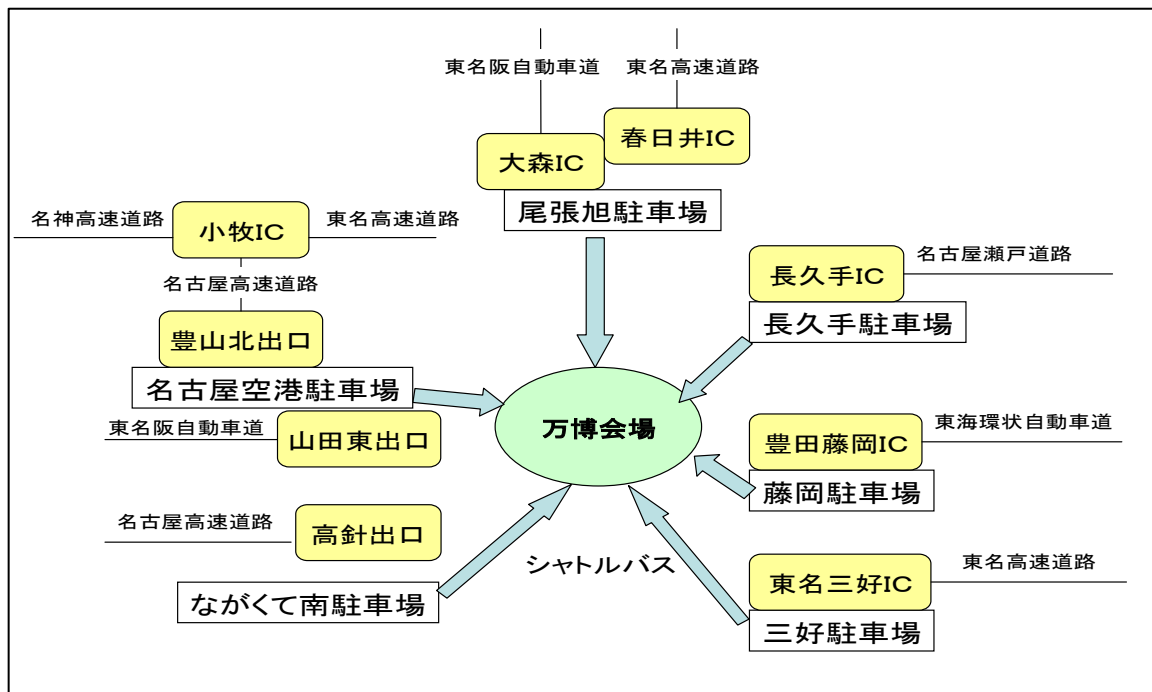 東名阪自動車道
東名高速道路
春日井IC
大森IC
尾張旭駐車場
名神高速道路
小牧IC
東名高速道路
名古屋高速道路
豊山北出口
名古屋空港駐車場
東名阪自動車道
山田東出口
名古屋高速道路
高針出口
ながくて南駐車場
万博会場
シャトルバス
名古屋瀬戸道路
長久手IC
長久手駐車場
東海環状自動車道
豊田藤岡IC
藤岡駐車場
東名高速道路
東名三好IC
三好駐車場